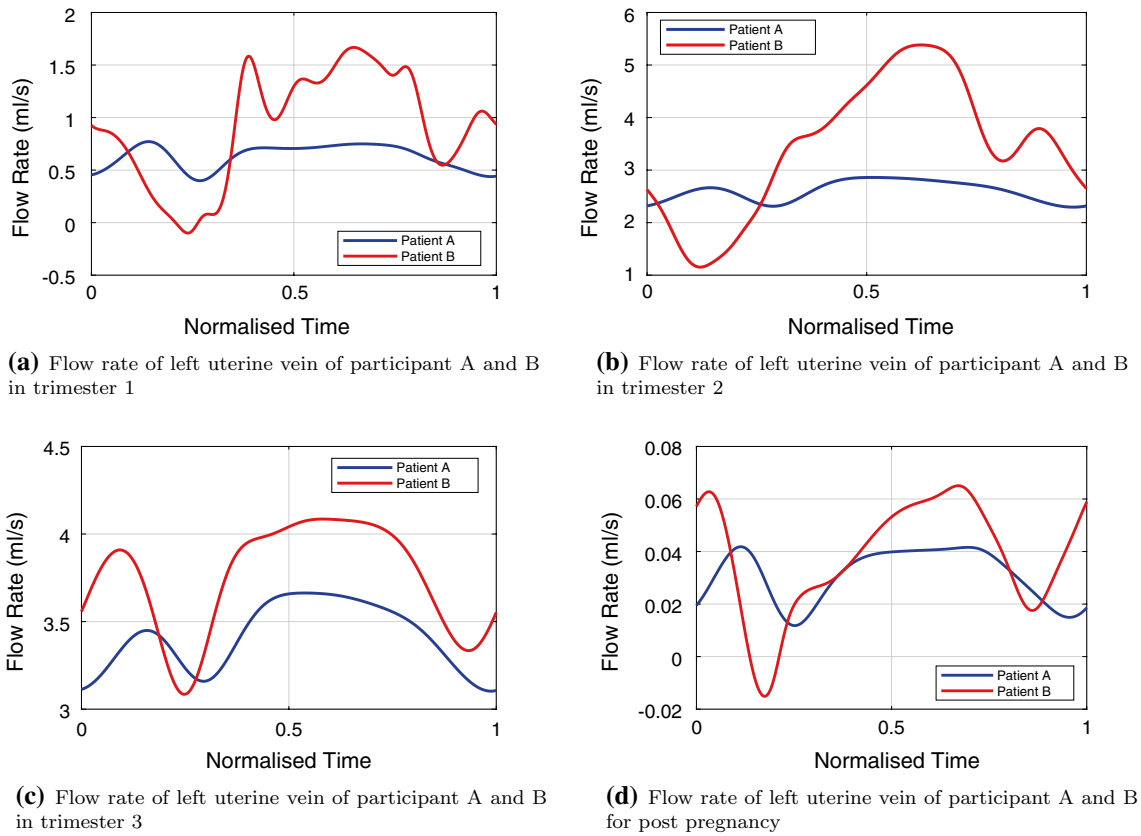 2
1.5
1
0.5
0
-0.5
Flow Rate (ml/s)
Patient A
Patient B
0
0.5
1
Normalised Time
(a) Flow rate of left uterine vein of participant A and B
in trimester 1
6
5
4
3
2
1
Flow Rate (ml/s)
Patient A
Patient B
0
0.5
1
Normalised Time
(b) Flow rate of left uterine vein of participant A and B
in trimester 2
4.5
4
3.5
3
Flow Rate (ml/s)
Patient A
Patient B
0
0.5
1
Normalised Time
(c) Flow rate of left uterine vein of participant A and B
in trimester 3
0.08
0.06
0.04
0.02
0
-0.02
Flow Rate (ml/s)
Patient A
Patient B
0
0.5
1
Normalised Time
(d) Flow rate of left uterine vein of participant A and B
for post pregnancy